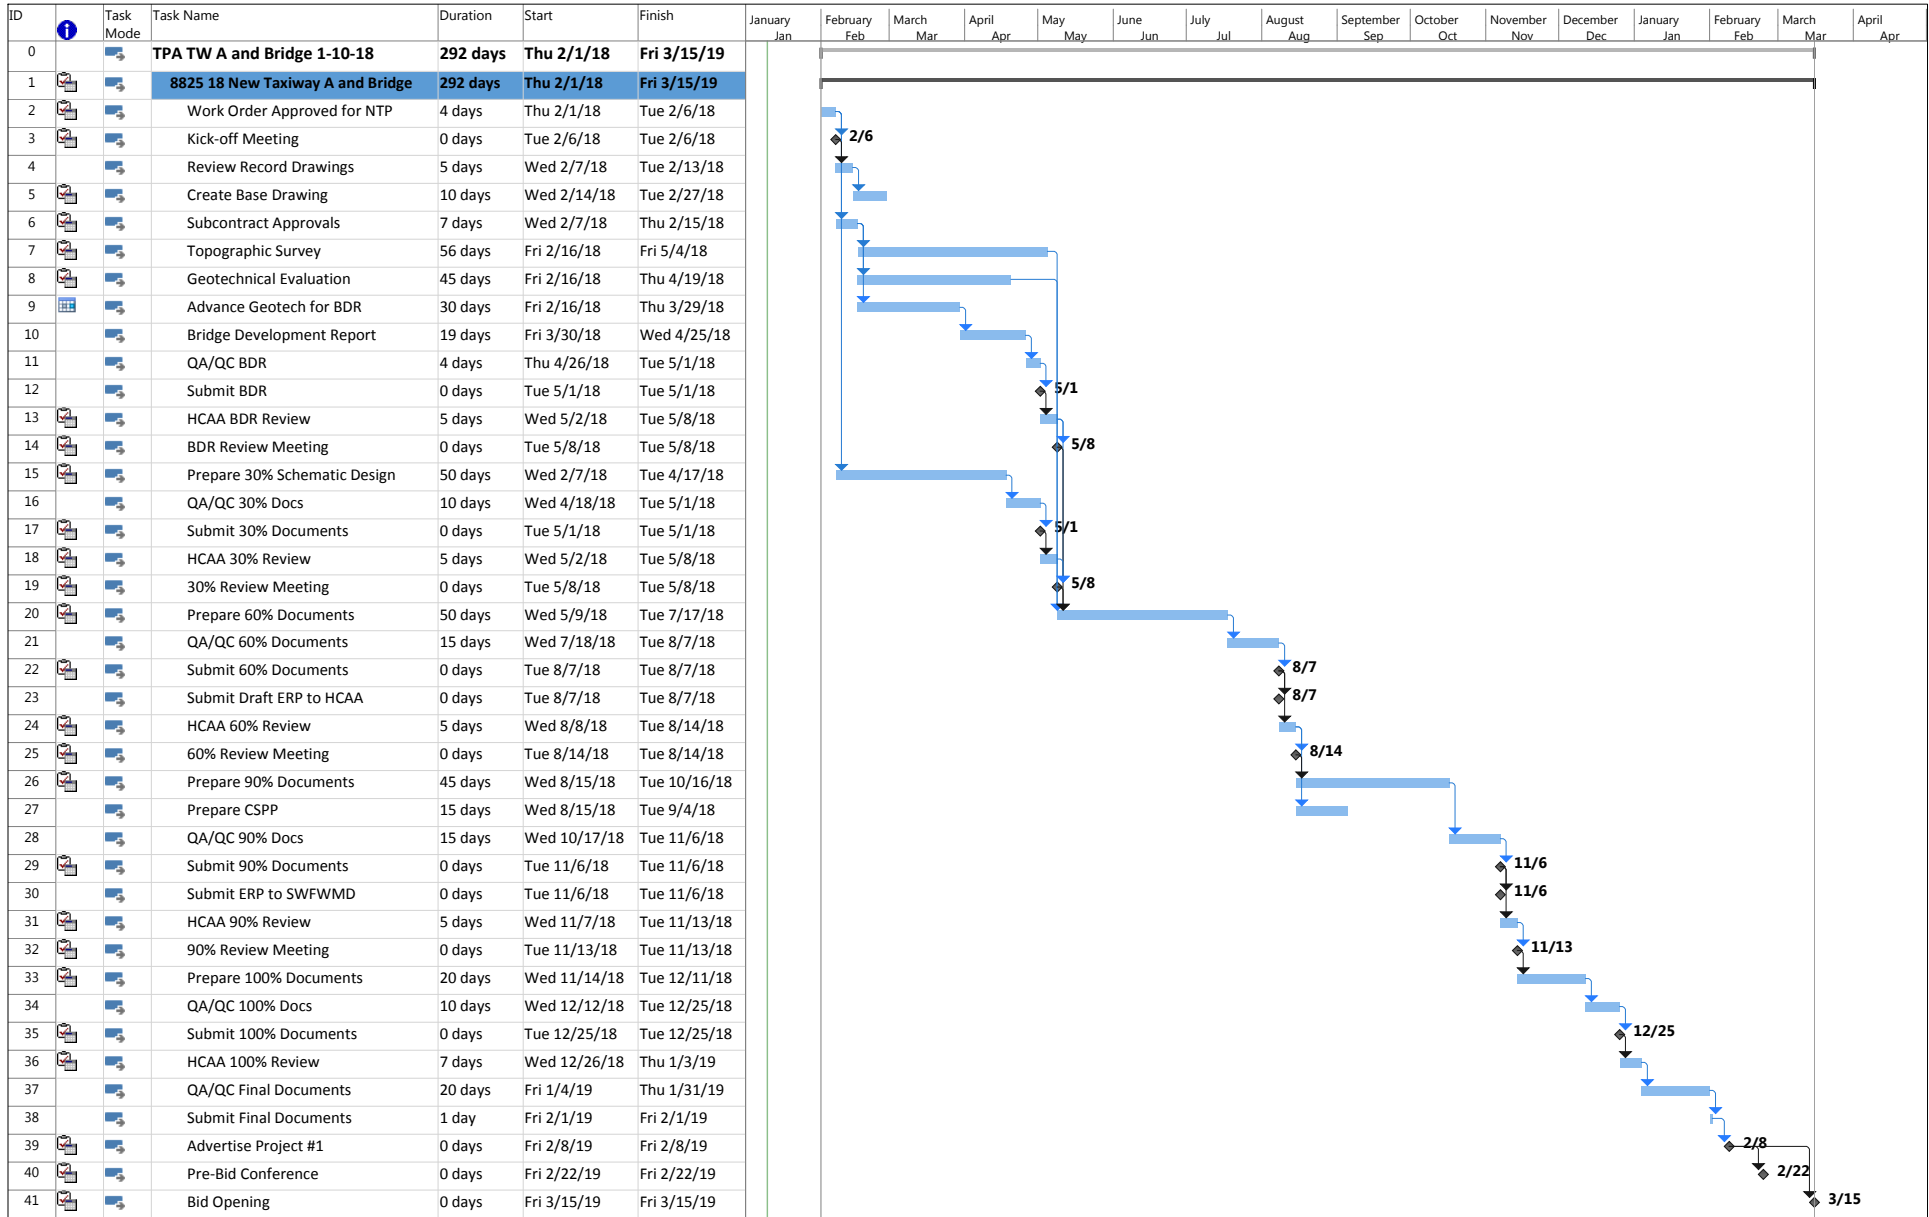 ID Task Mode Task Name Duration Start Finish January February March April May June July August September October November December January February March April
Jan Feb Mar Apr May Jun Jul Aug Sep Oct Nov Dec Jan Feb Mar Apr
0 TPA TW A and Bridge 1-10-18 292 days Thu 2/1/18 Fri 3/15/19
1 8825 18 New Taxiway A and Bridge 292 days Thu 2/1/18 Fri 3/15/19
2 Work Order Approved for NTP 4 days Thu 2/1/18 Tue 2/6/18
3 Kick-off Meeting 0 days Tue 2/6/18 Tue 2/6/18 2/6
4 Review Record Drawings 5 days Wed 2/7/18 Tue 2/13/18
5 Create Base Drawing 10 days Wed 2/14/18 Tue 2/27/18
6 Subcontract Approvals 7 days Wed 2/7/18 Thu 2/15/18
7 Topographic Survey 56 days Fri 2/16/18 Fri 5/4/18
8 Geotechnical Evaluation 45 days Fri 2/16/18 Thu 4/19/18
9 Advance Geotech for BDR 30 days Fri 2/16/18 Thu 3/29/18
10 Bridge Development Report 19 days Fri 3/30/18 Wed 4/25/18
11 QA/QC BDR 4 days Thu 4/26/18 Tue 5/1/18
12 Submit BDR 0 days Tue 5/1/18 Tue 5/1/18 5/1
13 HCAA BDR Review 5 days Wed 5/2/18 Tue 5/8/18
14 BDR Review Meeting 0 days Tue 5/8/18 Tue 5/8/18 5/8
15 Prepare 30% Schematic Design 50 days Wed 2/7/18 Tue 4/17/18
16 QA/QC 30% Docs 10 days Wed 4/18/18 Tue 5/1/18
17 Submit 30% Documents 0 days Tue 5/1/18 Tue 5/1/18 5/1
18 HCAA 30% Review 5 days Wed 5/2/18 Tue 5/8/18
19 30% Review Meeting 0 days Tue 5/8/18 Tue 5/8/18 5/8
20 Prepare 60% Documents 50 days Wed 5/9/18 Tue 7/17/18
21 QA/QC 60% Documents 15 days Wed 7/18/18 Tue 8/7/18
22 Submit 60% Documents 0 days Tue 8/7/18 Tue 8/7/18 8/7
23 Submit Draft ERP to HCAA 0 days Tue 8/7/18 Tue 8/7/18 8/7
24 HCAA 60% Review 5 days Wed 8/8/18 Tue 8/14/18
25 60% Review Meeting 0 days Tue 8/14/18 Tue 8/14/18 8/14
26 Prepare 90% Documents 45 days Wed 8/15/18 Tue 10/16/18
27 Prepare CSPP 15 days Wed 8/15/18 Tue 9/4/18
28 QA/QC 90% Docs 15 days Wed 10/17/18 Tue 11/6/18
29 Submit 90% Documents 0 days Tue 11/6/18 Tue 11/6/18 11/6
30 Submit ERP to SWFWMD 0 days Tue 11/6/18 Tue 11/6/18 11/6
31 HCAA 90% Review 5 days Wed 11/7/18 Tue 11/13/18
32 90% Review Meeting 0 days Tue 11/13/18 Tue 11/13/18 11/13
33 Prepare 100% Documents 20 days Wed 11/14/18 Tue 12/11/18
34 QA/QC 100% Docs 10 days Wed 12/12/18 Tue 12/25/18
35 Submit 100% Documents 0 days Tue 12/25/18 Tue 12/25/18 12/25
36 HCAA 100% Review 7 days Wed 12/26/18 Thu 1/3/19
37 QA/QC Final Documents 20 days Fri 1/4/19 Thu 1/31/19
38 Submit Final Documents 1 day Fri 2/1/19 Fri 2/1/19
39 Advertise Project #1 0 days Fri 2/8/19 Fri 2/8/19 2/8
40 Pre-Bid Conference 0 days Fri 2/22/19 Fri 2/22/19 2/22
41 Bid Opening 0 days Fri 3/15/19 Fri 3/15/19 3/15